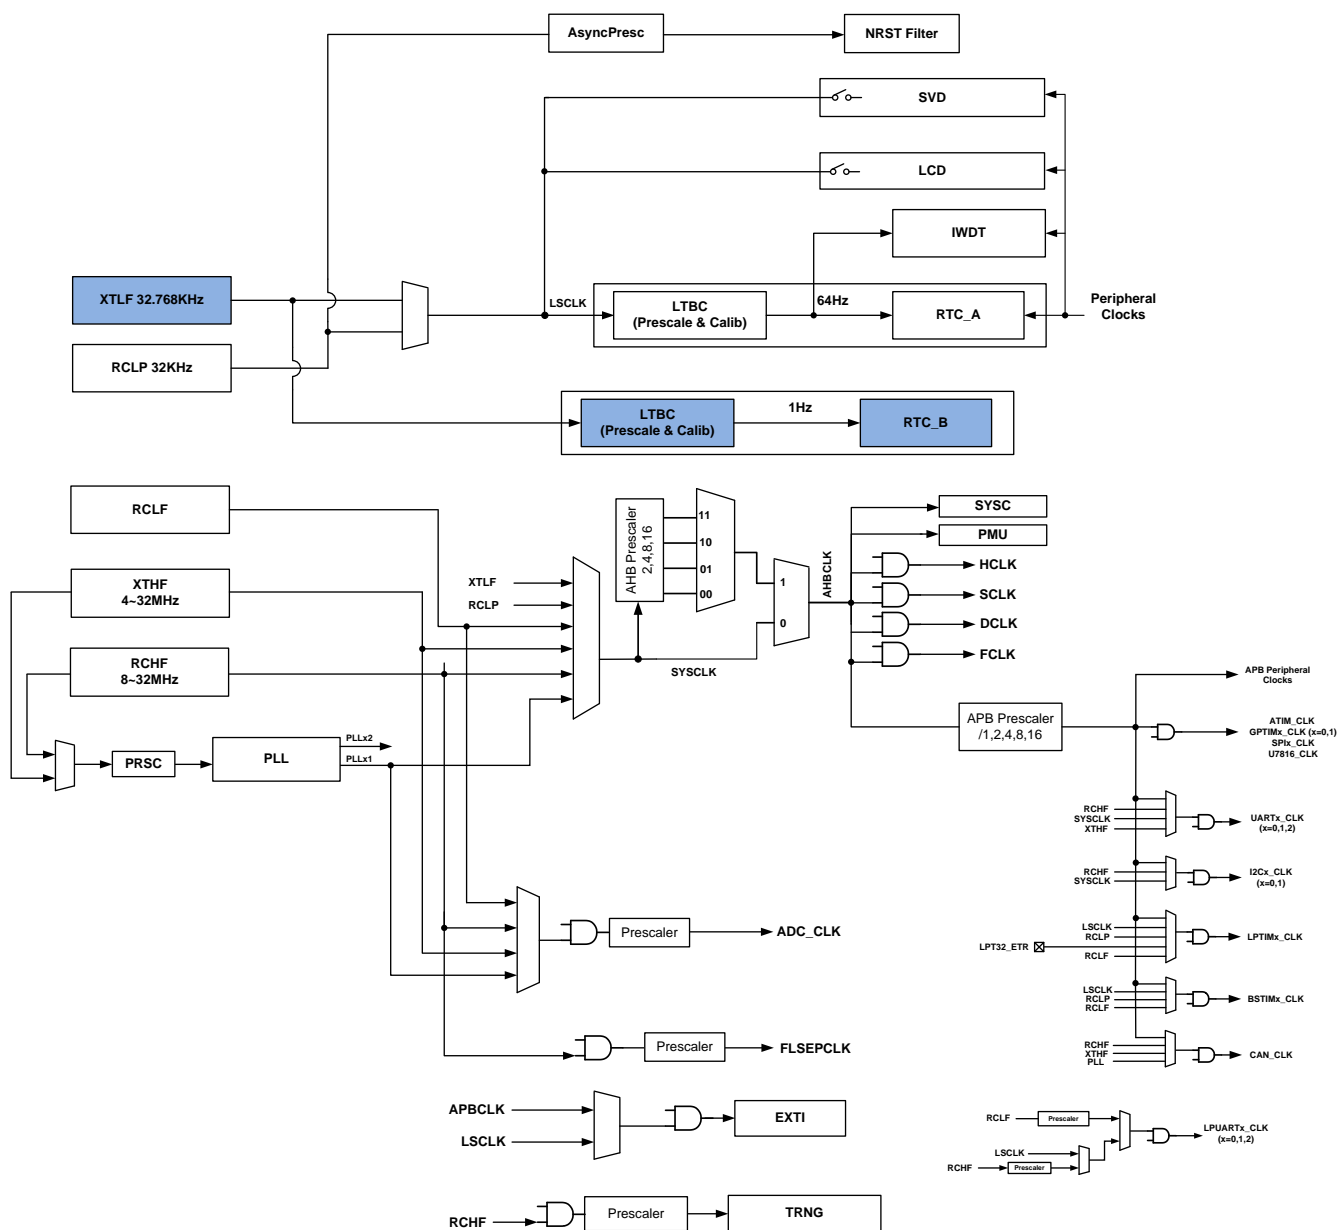 AsyncPresc
NRST Filter
SVD
LCD
IWDT
XTLF 32.768KHz
LSCLK
LTBC
(Prescale & Calib)
64Hz
RTC_A
Peripheral
Clocks
RCLP 32KHz
LTBC
(Prescale & Calib)
1Hz
RTC_B
RCLF
AHB Prescaler
2,4,8,16
11
10
01
00
SYSC
PMU
XTHF
4~32MHz
XTLF
RCLP
1
0
AHBCLK
HCLK
SCLK
DCLK
FCLK
RCHF
8~32MHz
SYSCLK
APB Peripheral
Clocks
APB Prescaler
/1,2,4,8,16
ATIM_CLK
GPTIMx_CLK (x=0,1)
SPIx_CLK
U7816_CLK
PRSC
PLL
PLLx2
PLLx1
RCHF
SYSCLK
XTHF
UARTx_CLK
(x=0,1,2)
RCHF
SYSCLK
I2Cx_CLK
(x=0,1)
Prescaler
ADC_CLK
LSCLK
RCLP
LPT32_ETR
RCLF
LPTIMx_CLK
LSCLK
RCLP
RCLF
BSTIMx_CLK
Prescaler
FLSEPCLK
RCHF
XTHF
PLL
CAN_CLK
APBCLK
LSCLK
EXTI
RCLF
Prescaler
LSCLK
RCHF
Prescaler
LPUARTx_CLK
(x=0,1,2)
RCHF
Prescaler
TRNG